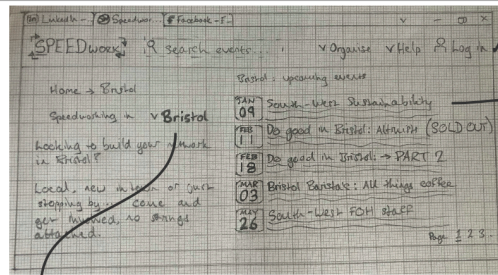 in LinkedIn - Speedwor.. f Facebook - F..
SPEEDwork search events... v Organise v Help Log in
Home → Bristol
Speedworking in v Bristol
Looking to build your network
in Bristol?
Local, new in town or just
stopping by... come and
get involved, no strings
attached.
Bristol: upcoming events
JAN 09 South-West Sustainability
FEB 11 Do good in Bristol: Altruism (SOLD OUT)
FEB 18 Do good in Bristol: → PART 2
MAR 03 Bristol Barista's: All things coffee
MAY 26 South-West FOH staff
Page 1 2 3..